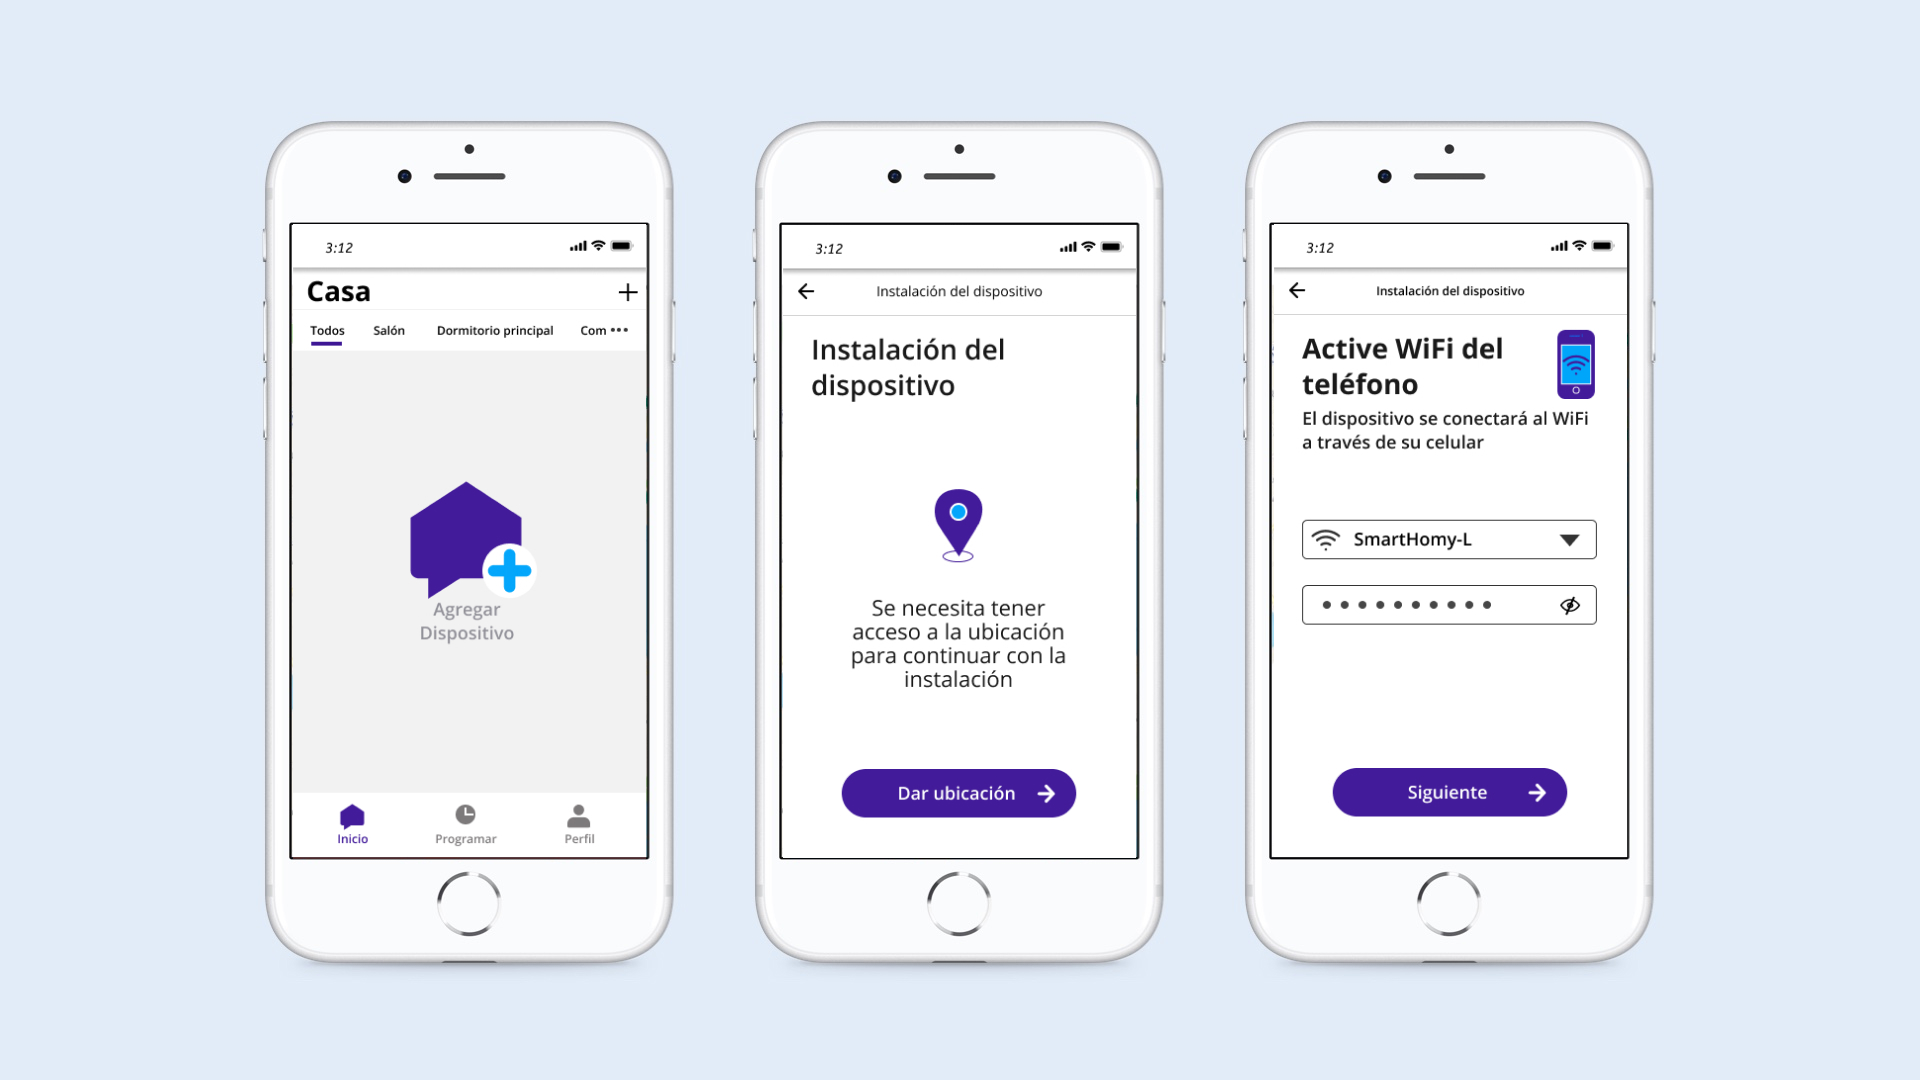 3:12
Casa
Todos Salón Dormitorio principal Com •••
Agregar
Dispositivo
Inicio Programar Perfil
3:12
Instalación del dispositivo
Instalación del
dispositivo
Se necesita tener
acceso a la ubicación
para continuar con la
instalación
Dar ubicación
3:12
Instalación del dispositivo
Active WiFi del
teléfono
El dispositivo se conectará al WiFi
a través de su celular
SmartHomy-L
Siguiente